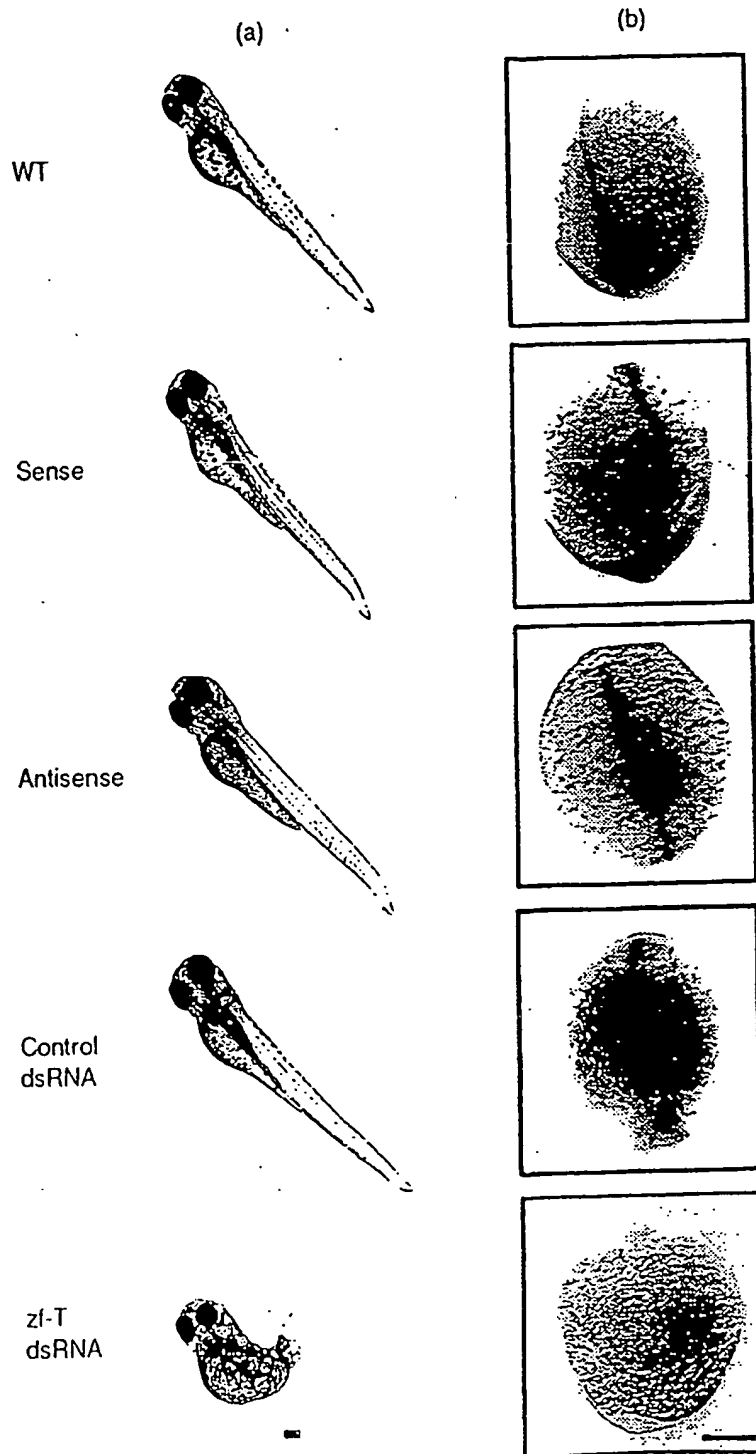 (a)
(b)
WT
Sense
Antisense
Control
dsRNA
zf-T
dsRNA